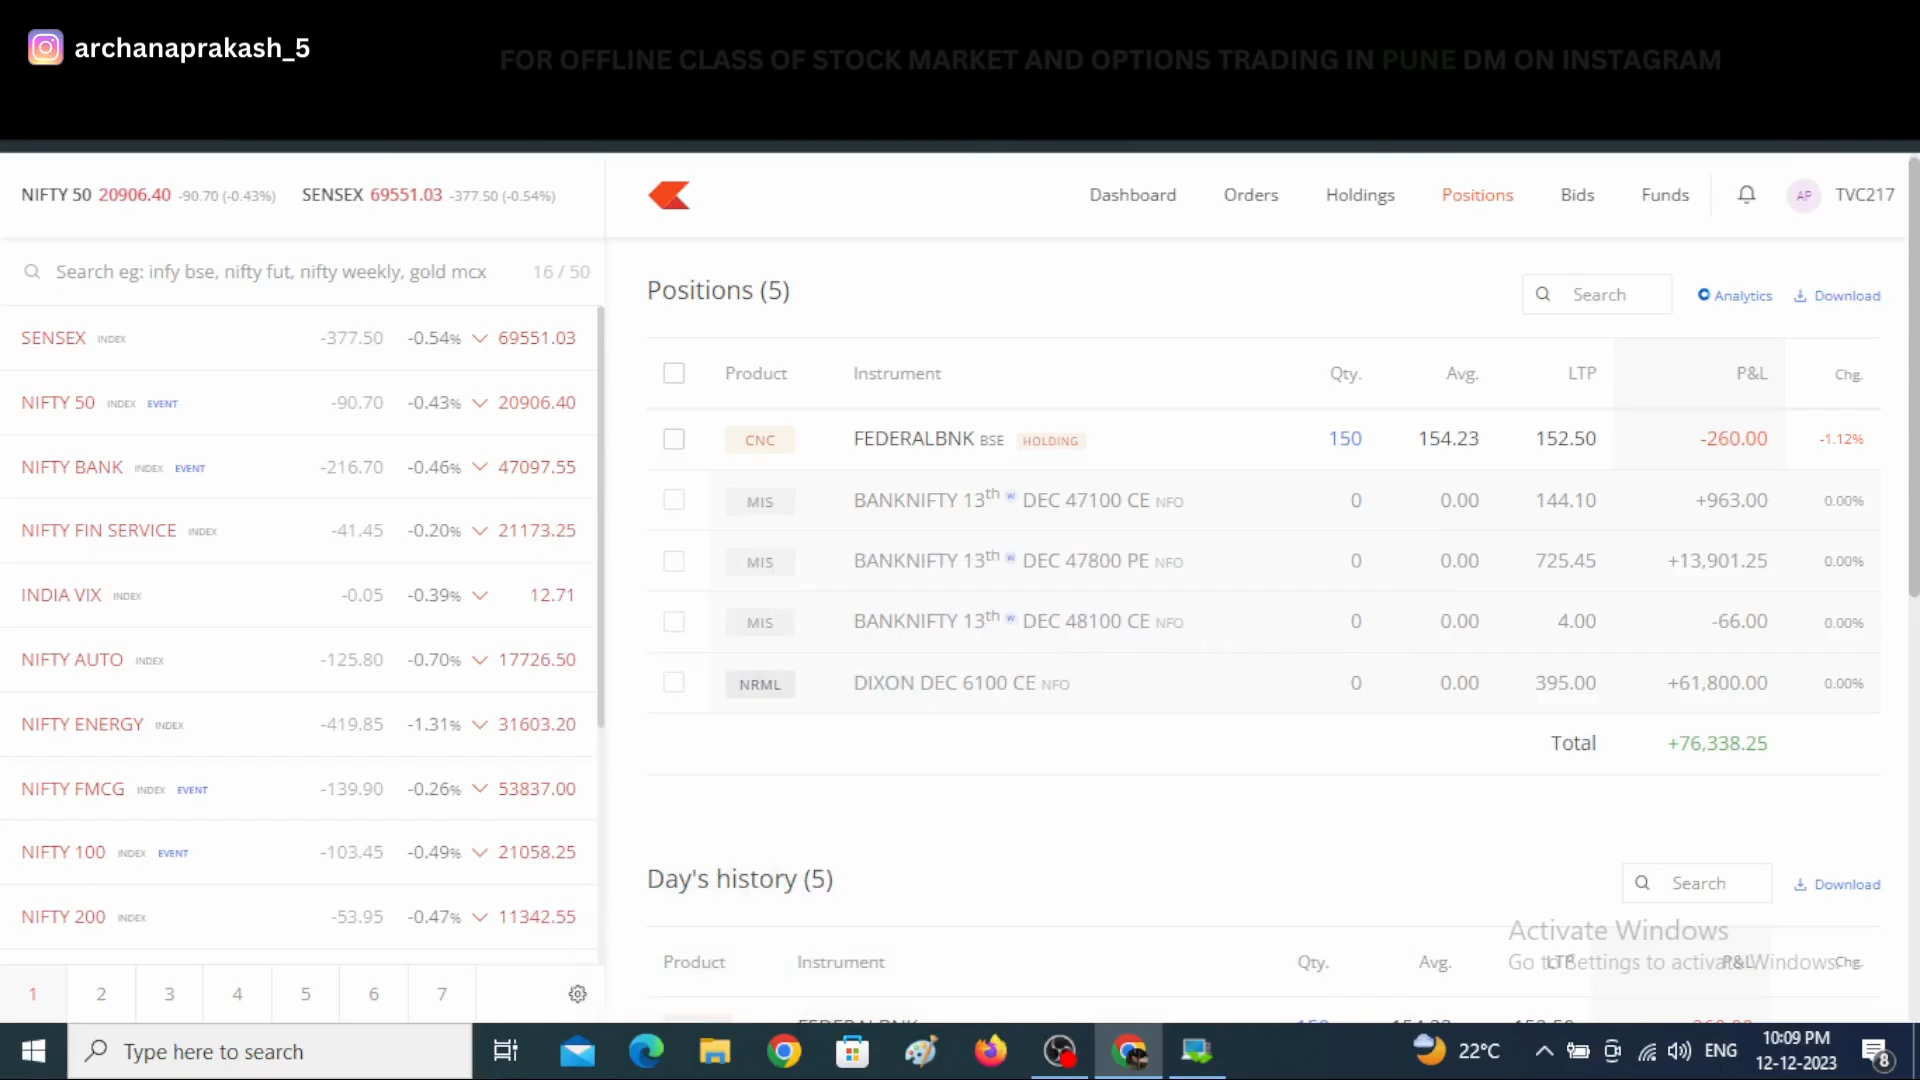 archanaprakash_5
FOR OFFLINE CLASS OF STOCK MARKET AND OPTIONS TRADING IN PUNE DM ON INSTAGRAM
NIFTY 50 20906.40 -90.70 (-0.43%) SENSEX 69551.03 -377.50 (-0.54%)
Dashboard Orders Holdings Positions Bids Funds AP TVC217
Search eg: infy bse, nifty fut, nifty weekly, gold mcx 16 / 50
SENSEX INDEX -377.50 -0.54% 69551.03
NIFTY 50 INDEX EVENT -90.70 -0.43% 20906.40
NIFTY BANK INDEX EVENT -216.70 -0.46% 47097.55
NIFTY FIN SERVICE INDEX -41.45 -0.20% 21173.25
INDIA VIX INDEX -0.05 -0.39% 12.71
NIFTY AUTO INDEX -125.80 -0.70% 17726.50
NIFTY ENERGY INDEX -419.85 -1.31% 31603.20
NIFTY FMCG INDEX EVENT -139.90 -0.26% 53837.00
NIFTY 100 INDEX EVENT -103.45 -0.49% 21058.25
NIFTY 200 INDEX -53.95 -0.47% 11342.55
1 2 3 4 5 6 7
Positions (5) Search Analytics Download
Product Instrument Qty. Avg. LTP P&L Chg.
CNC FEDERALBNK BSE HOLDING 150 154.23 152.50 -260.00 -1.12%
MIS BANKNIFTY 13th w DEC 47100 CE NFO 0 0.00 144.10 +963.00 0.00%
MIS BANKNIFTY 13th w DEC 47800 PE NFO 0 0.00 725.45 +13,901.25 0.00%
MIS BANKNIFTY 13th w DEC 48100 CE NFO 0 0.00 4.00 -66.00 0.00%
NRML DIXON DEC 6100 CE NFO 0 0.00 395.00 +61,800.00 0.00%
Total +76,338.25
Day's history (5) Search Download
Activate Windows
Go to Settings to activate Windows.
Product Instrument Qty. Avg. LTP P&L Chg.
FEDERALBNK 150 154.23 152.50 -260.00
Type here to search 22°C ENG 10:09 PM
12-12-2023 8